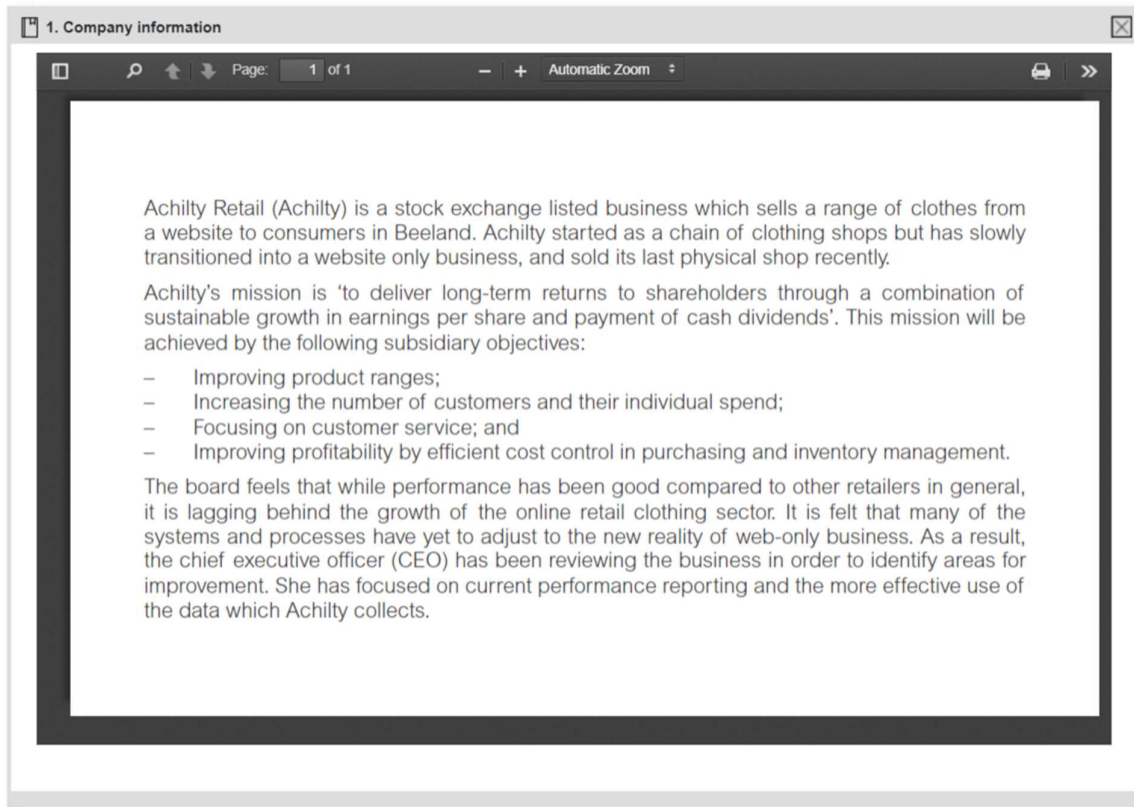 1. Company information
Page: 1 of 1 − + Automatic Zoom
Achilty Retail (Achilty) is a stock exchange listed business which sells a range of clothes from
a website to consumers in Beeland. Achilty started as a chain of clothing shops but has slowly
transitioned into a website only business, and sold its last physical shop recently.
Achilty's mission is 'to deliver long-term returns to shareholders through a combination of
sustainable growth in earnings per share and payment of cash dividends'. This mission will be
achieved by the following subsidiary objectives:
– Improving product ranges;
– Increasing the number of customers and their individual spend;
– Focusing on customer service; and
– Improving profitability by efficient cost control in purchasing and inventory management.
The board feels that while performance has been good compared to other retailers in general,
it is lagging behind the growth of the online retail clothing sector. It is felt that many of the
systems and processes have yet to adjust to the new reality of web-only business. As a result,
the chief executive officer (CEO) has been reviewing the business in order to identify areas for
improvement. She has focused on current performance reporting and the more effective use of
the data which Achilty collects.